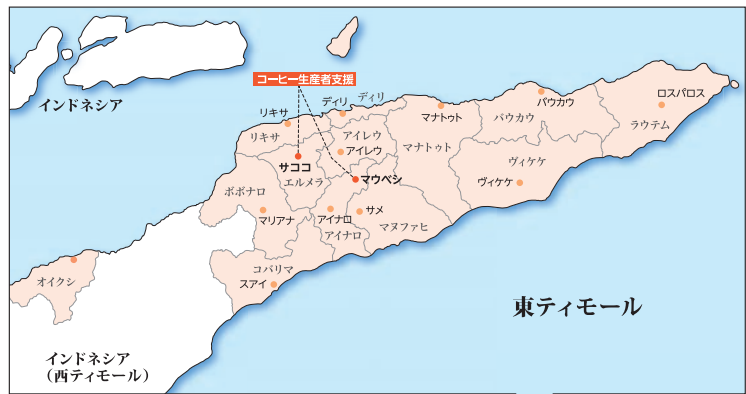 インドネシア
コーヒー生産者支援
ディリ
ディリ
リキサ
リキサ
アイレウ
アイレウ
マナトゥト
マナトゥト
バウカウ
バウカウ
ロスパロス
ラウテム
サココ
エルメラ
マウベシ
ヴィケケ
ヴィケケ
ボボナロ
マリアナ
アイナロ
アイナロ
サメ
マヌファヒ
コバリマ
スアイ
オイクシ
東ティモール
インドネシア
（西ティモール）